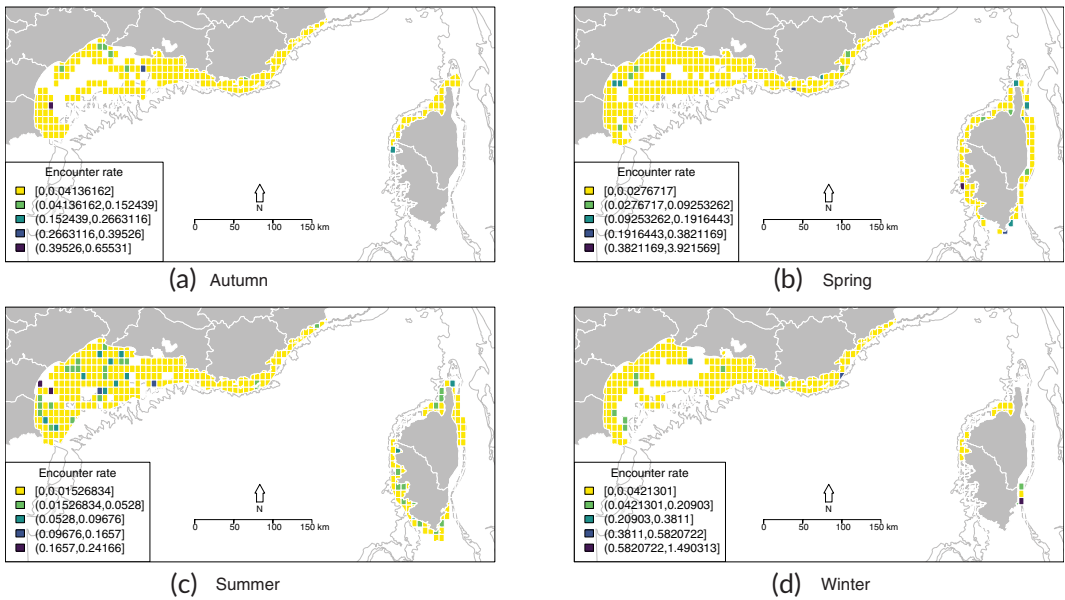 Encounter rate
[0,0.04136162]
(0.04136162,0.152439]
(0.152439,0.2663116]
(0.2663116,0.39526]
(0.39526,0.65531]
N
0 50 100 150 km
(a) Autumn
Encounter rate
[0,0.0276717]
(0.0276717,0.09253262]
(0.09253262,0.1916443]
(0.1916443,0.3821169]
(0.3821169,3.921569]
N
0 50 100 150 km
(b) Spring
Encounter rate
[0,0.01526834]
(0.01526834,0.0528]
(0.0528,0.09676]
(0.09676,0.1657]
(0.1657,0.24166]
N
0 50 100 150 km
(c) Summer
Encounter rate
[0,0.0421301]
(0.0421301,0.20903]
(0.20903,0.3811]
(0.3811,0.5820722]
(0.5820722,1.490313]
N
0 50 100 150 km
(d) Winter